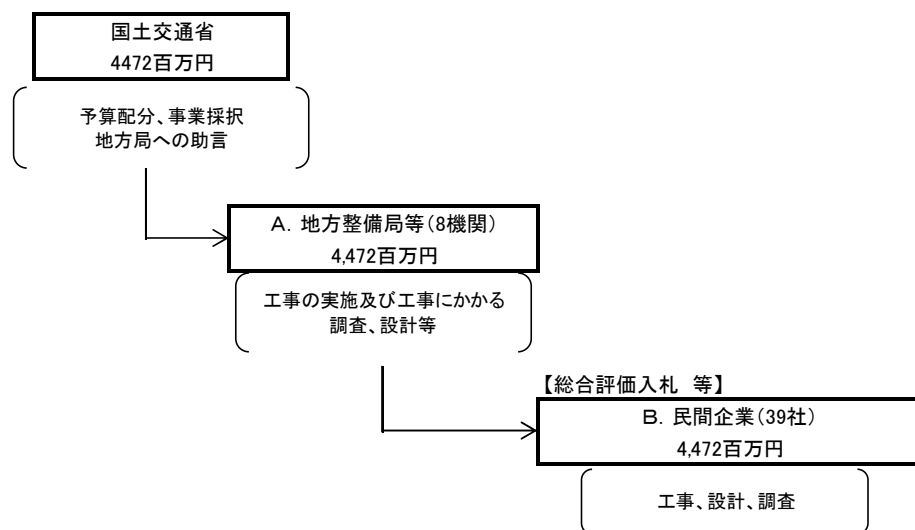 国土交通省
4472百万円
予算配分、事業採択
地方局への助言
A．地方整備局等（8機関）
4,472百万円
工事の実施及び工事にかかる
調査、設計等
【総合評価入札　等】
B．民間企業（39社）
4,472百万円
工事、設計、調査